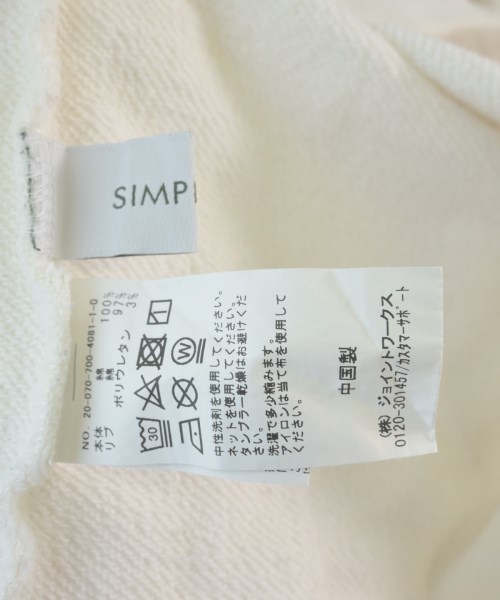 SIMP
NO. 20-070-700-4081-1-0
本体 綿 100%
リブ 綿 97%
ポリウレタン 3%
30
W
中性洗剤を使用してください。
ネットを使用してください。
タンブラー乾燥はお避けくだ
さい。
洗濯で多少縮みます。
アイロンは当て布を使用して
ください。
中国製
(株) ジョイントワークス
0120-301457/カスタマーサポート